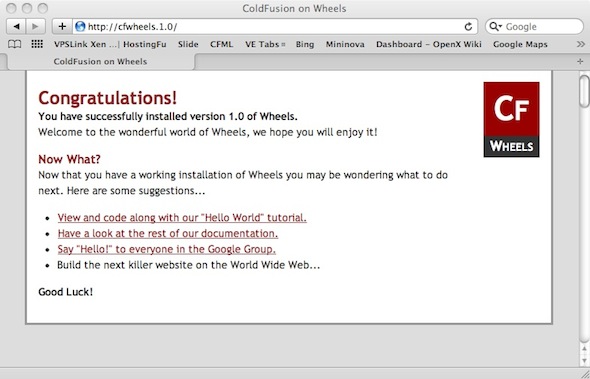 ColdFusion on Wheels
http://cfwheels.1.0/
Google
VPSLink Xen ...| HostingFu Slide CFML VE Tabs Bing Mininova Dashboard - OpenX Wiki Google Maps
ColdFusion on Wheels
Congratulations!
You have successfully installed version 1.0 of Wheels.
Welcome to the wonderful world of Wheels, we hope you will enjoy it!
CF
WHEELS
Now What?
Now that you have a working installation of Wheels you may be wondering what to do
next. Here are some suggestions...
• View and code along with our "Hello World" tutorial.
• Have a look at the rest of our documentation.
• Say "Hello!" to everyone in the Google Group.
• Build the next killer website on the World Wide Web...
Good Luck!